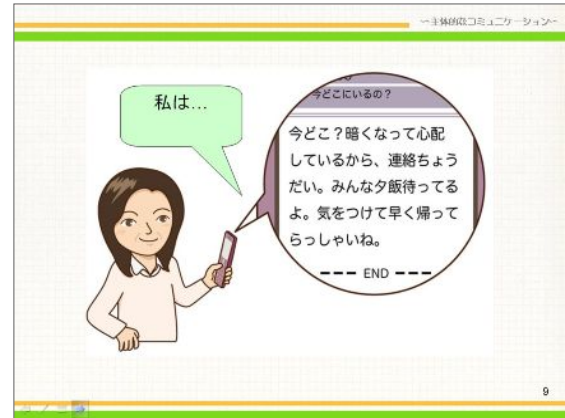 ～主体的なコミュニケーション～
私は…
今どこにいるの？
今どこ？暗くなって心配
しているから、連絡ちょう
だい。みんな夕飯待ってる
よ。気をつけて早く帰って
らっしゃいね。
--- END ---
9